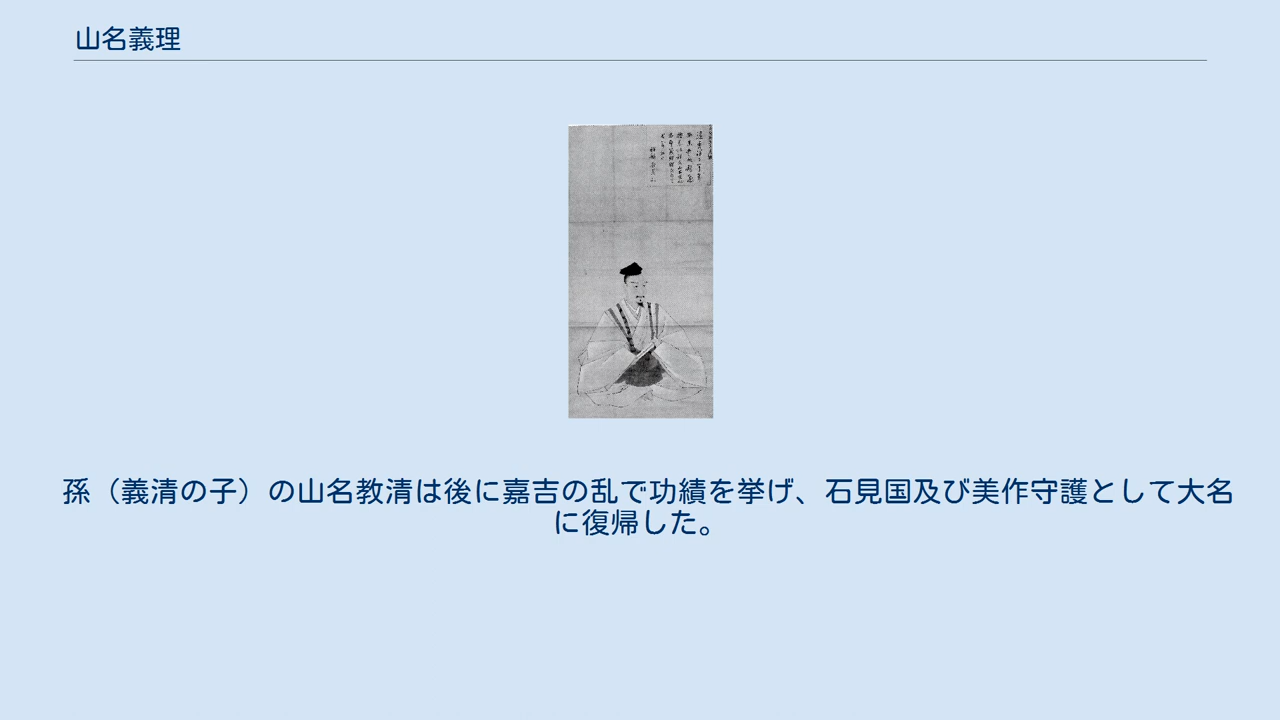 山名義理
孫（義清の子）の山名教清は後に嘉吉の乱で功績を挙げ、石見国及び美作守護として大名
に復帰した。